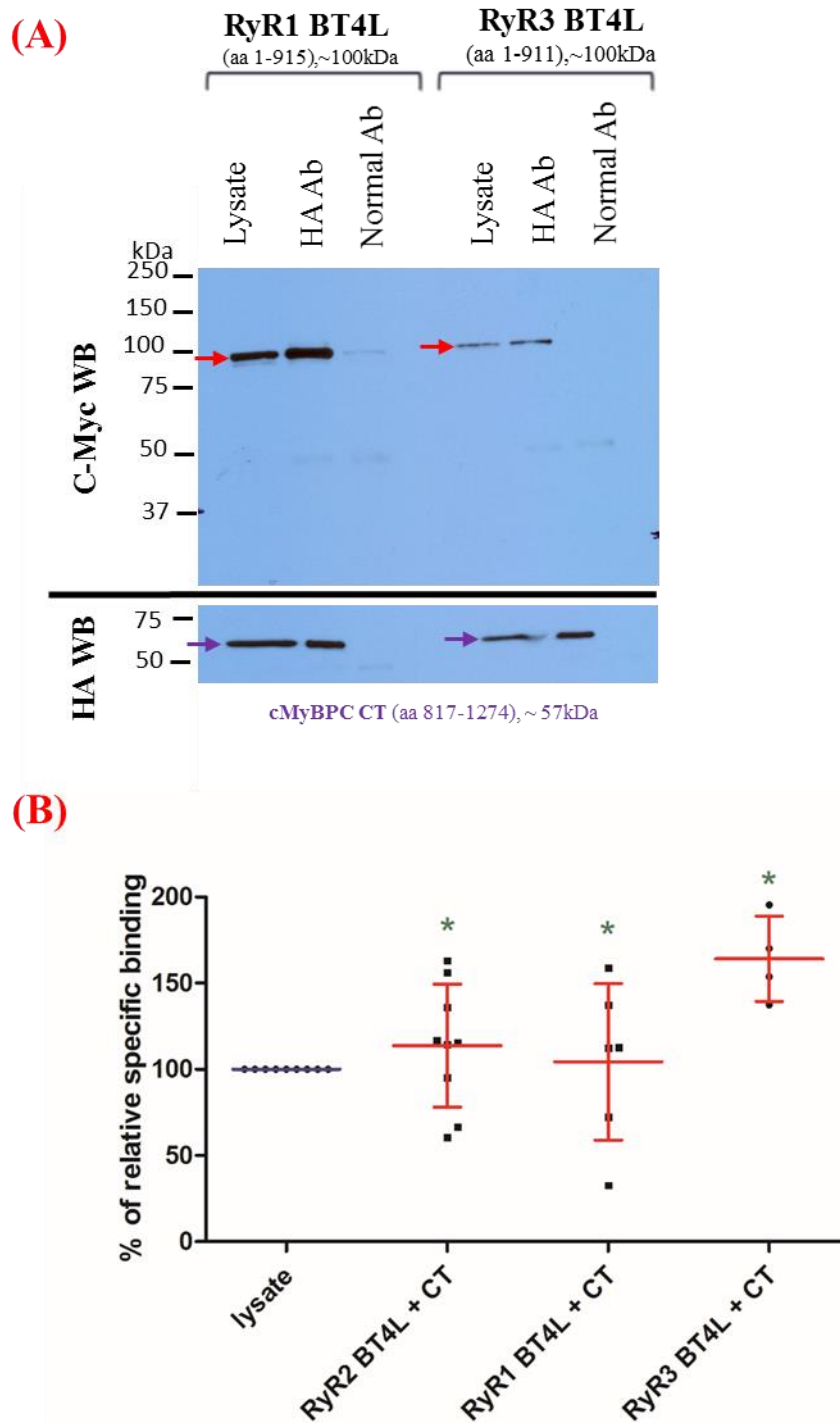 (A)
RyR1 BT4L
(aa 1-915),~100kDa
RyR3 BT4L
(aa 1-911),~100kDa
Lysate
HA Ab
Normal Ab
Lysate
HA Ab
Normal Ab
kDa
250
150
100
75
50
37
C-Myc WB
75
50
HA WB
cMyBPC CT (aa 817-1274), ~ 57kDa
(B)
% of relative specific binding
200
150
100
50
0
*
*
*
lysate
RyR2 BT4L + CT
RyR1 BT4L + CT
RyR3 BT4L + CT